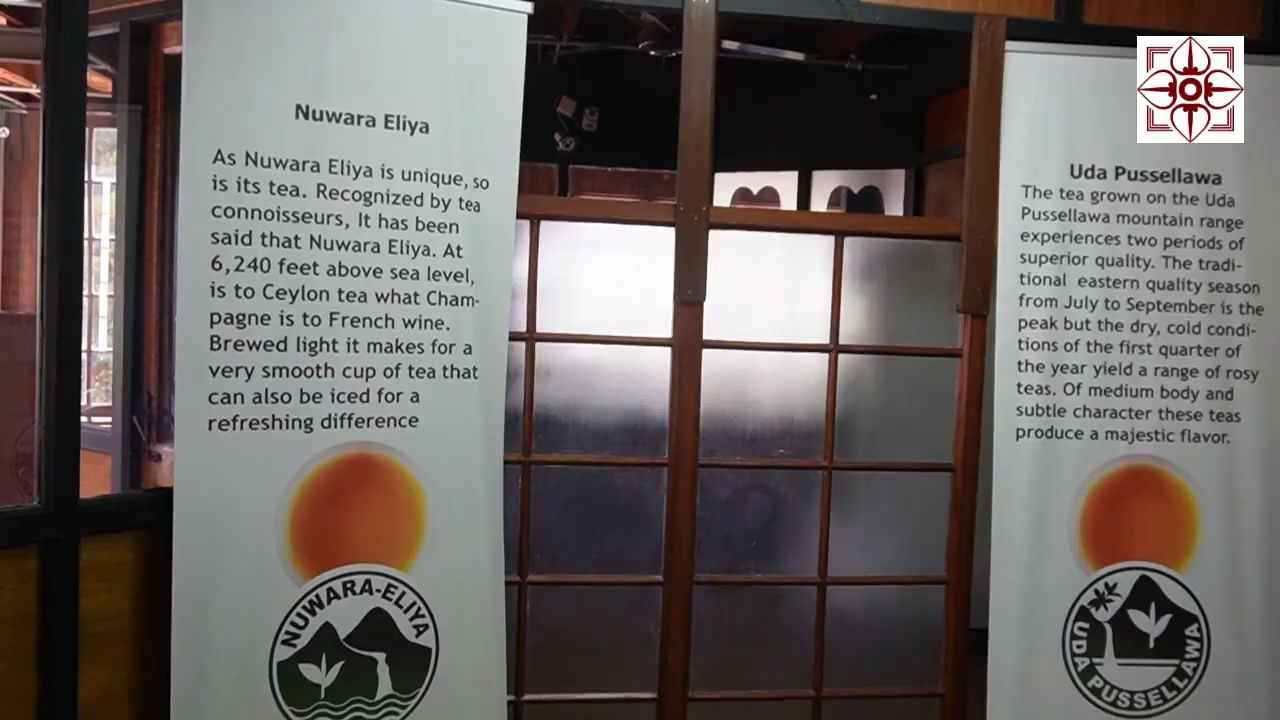 Nuwara Eliya
As Nuwara Eliya is unique, so
is its tea. Recognized by tea
connoisseurs, It has been
said that Nuwara Eliya. At
6,240 feet above sea level,
is to Ceylon tea what Cham-
pagne is to French wine.
Brewed light it makes for a
very smooth cup of tea that
can also be iced for a
refreshing difference
NUWARA-ELIYA
Uda Pussellawa
The tea grown on the Uda
Pussellawa mountain range
experiences two periods of
superior quality. The tradi-
tional eastern quality season
from July to September is the
peak but the dry, cold condi-
tions of the first quarter of
the year yield a range of rosy
teas. Of medium body and
subtle character these teas
produce a majestic flavor.
UDA PUSSELLAWA